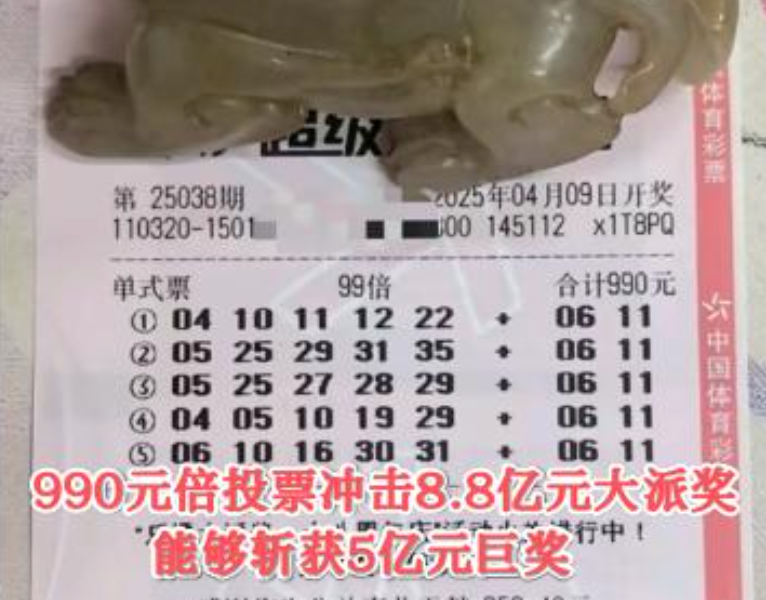 超级
第 25038期 2025年04月09日开奖
110320-1501 00 145112 x1T8PQ
单式票 99倍 合计990元
① 04 10 11 12 22 + 06 11
② 05 25 29 31 35 + 06 11
③ 05 25 27 28 29 + 06 11
④ 04 05 10 19 29 + 06 11
⑤ 06 10 16 30 31 + 06 11
990元倍投票冲击8.8亿元大派奖
进行中！
能够斩获5亿元巨奖
体育彩票
中国体育彩